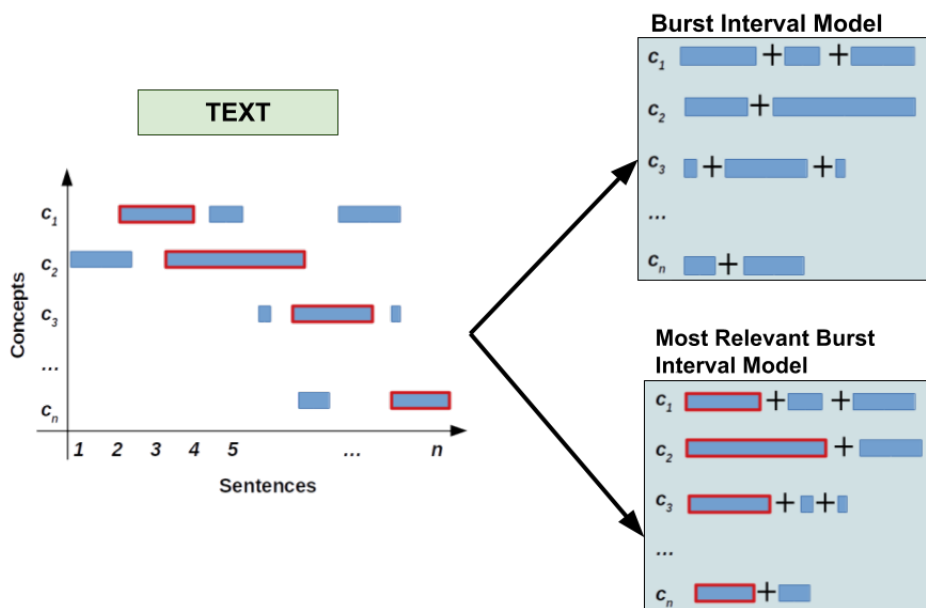 TEXT
Concepts
c1
c2
c3
...
cn
1 2 3 4 5 ... n
Sentences
Burst Interval Model
c1 + +
c2 +
c3 + +
...
cn +
Most Relevant Burst
Interval Model
c1 + +
c2 +
c3 + +
...
cn +